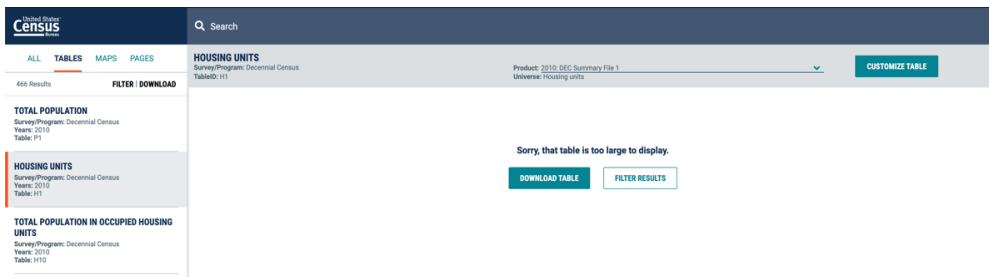 United States®
Census
Bureau
Search
ALL TABLES MAPS PAGES
466 Results FILTER | DOWNLOAD
TOTAL POPULATION
Survey/Program: Decennial Census
Years: 2010
Table: P1
HOUSING UNITS
Survey/Program: Decennial Census
Years: 2010
Table: H1
TOTAL POPULATION IN OCCUPIED HOUSING
UNITS
Survey/Program: Decennial Census
Years: 2010
Table: H10
HOUSING UNITS
Survey/Program: Decennial Census
TableID: H1
Product: 2010: DEC Summary File 1
Universe: Housing units
CUSTOMIZE TABLE
Sorry, that table is too large to display.
DOWNLOAD TABLE FILTER RESULTS